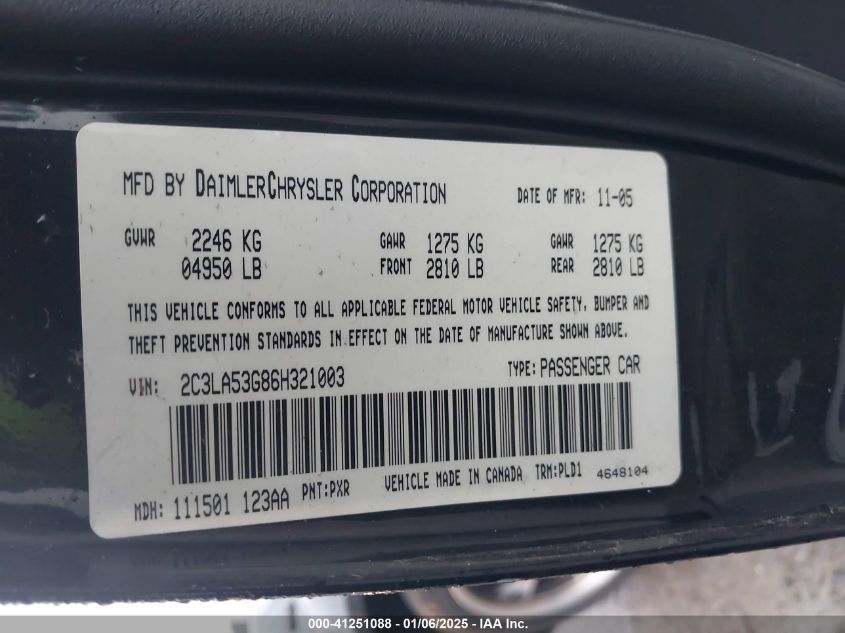 MFD BY DAIMLERCHRYSLER CORPORATION DATE OF MFR: 11-05
GVWR 2246 KG GAWR 1275 KG GAWR 1275 KG
04950 LB FRONT 2810 LB REAR 2810 LB
THIS VEHICLE CONFORMS TO ALL APPLICABLE FEDERAL MOTOR VEHICLE SAFETY, BUMPER AND
THEFT PREVENTION STANDARDS IN EFFECT ON THE DATE OF MANUFACTURE SHOWN ABOVE.
VIN: 2C3LA53G86H321003 TYPE: PASSENGER CAR
MDH: 111501 123AA PNT:PXR VEHICLE MADE IN CANADA TRM:PLD1 4648104
000-41251088 - 01/06/2025 - IAA Inc.